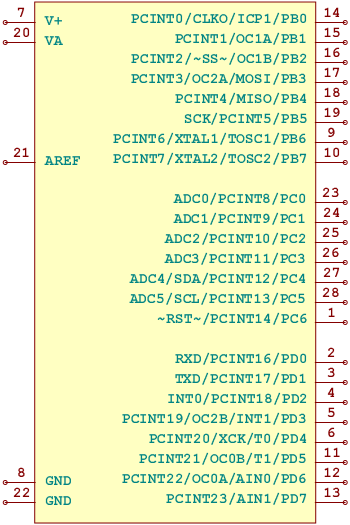 7 V+ PCINT0/CLKO/ICP1/PB0 14
20 VA PCINT1/OC1A/PB1 15
PCINT2/~SS~/OC1B/PB2 16
PCINT3/OC2A/MOSI/PB3 17
PCINT4/MISO/PB4 18
SCK/PCINT5/PB5 19
PCINT6/XTAL1/TOSC1/PB6 9
21 AREF PCINT7/XTAL2/TOSC2/PB7 10
ADC0/PCINT8/PC0 23
ADC1/PCINT9/PC1 24
ADC2/PCINT10/PC2 25
ADC3/PCINT11/PC3 26
ADC4/SDA/PCINT12/PC4 27
ADC5/SCL/PCINT13/PC5 28
~RST~/PCINT14/PC6 1
RXD/PCINT16/PD0 2
TXD/PCINT17/PD1 3
INT0/PCINT18/PD2 4
PCINT19/OC2B/INT1/PD3 5
PCINT20/XCK/T0/PD4 6
PCINT21/OC0B/T1/PD5 11
8 GND PCINT22/OC0A/AIN0/PD6 12
22 GND PCINT23/AIN1/PD7 13